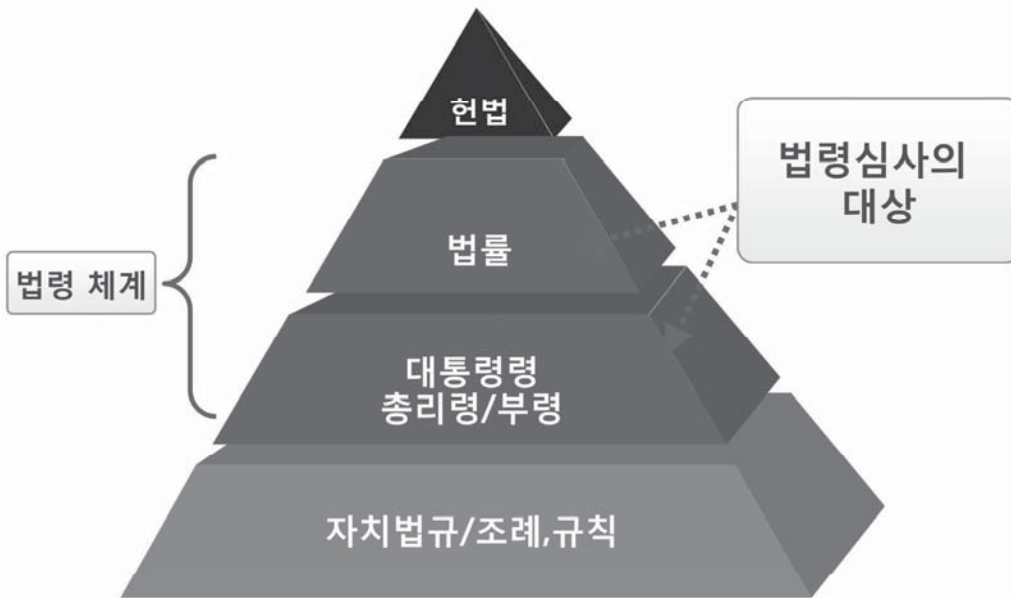 헌법
법령심사의
대상
법률
법령 체계
대통령령
총리령/부령
자치법규/조례,규칙